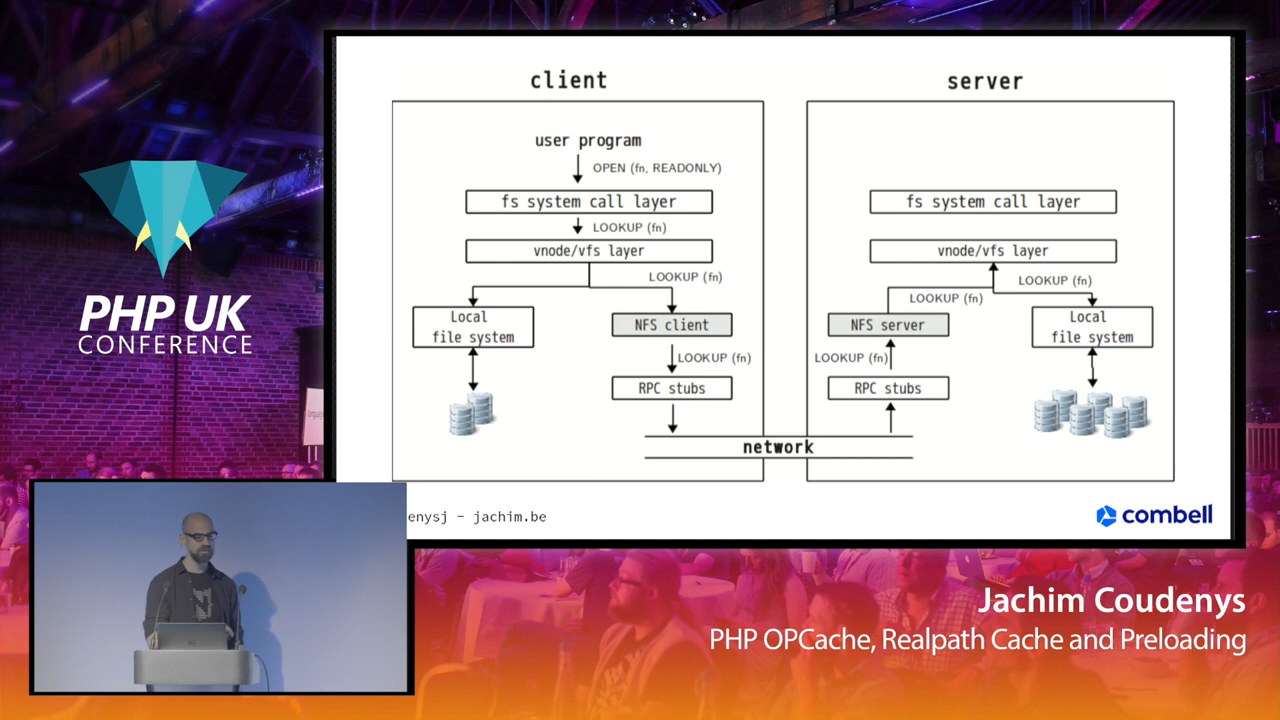 client
server
user program
OPEN (fn, READONLY)
fs system call layer
fs system call layer
LOOKUP (fn)
vnode/vfs layer
vnode/vfs layer
LOOKUP (fn)
LOOKUP (fn)
LOOKUP (fn)
Local
file system
NFS client
NFS server
Local
file system
LOOKUP (fn)
LOOKUP (fn)
RPC stubs
RPC stubs
network
enysj - jachim.be
combell
PHP UK
CONFERENCE
Jachim Coudenys
PHP OPCache, Realpath Cache and Preloading